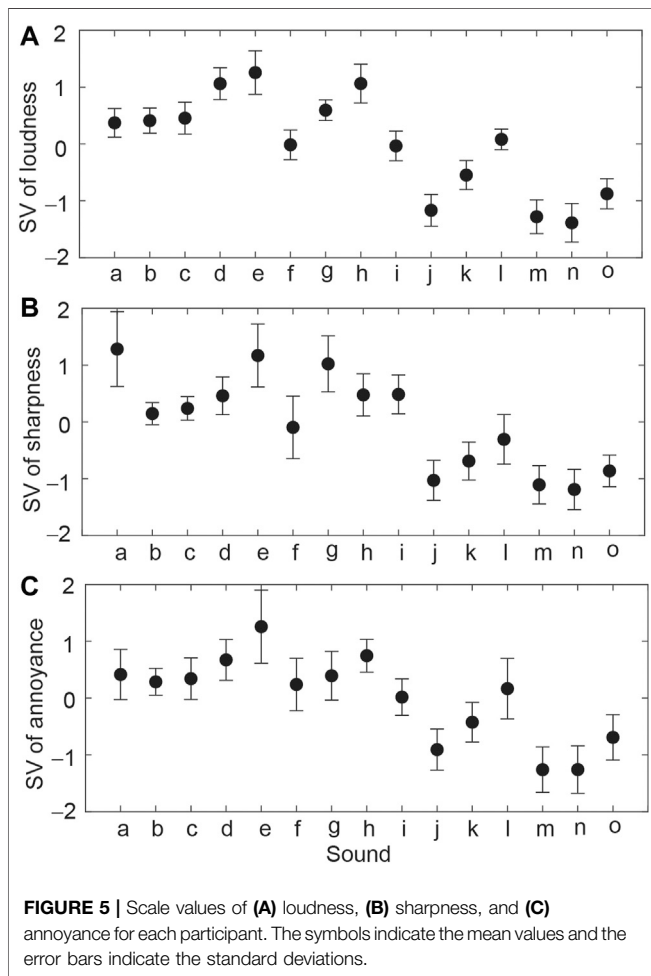 A
2
1
0
−1
−2
SV of loudness
a b c d e f g h i j k l m n o
B
2
1
0
−1
−2
SV of sharpness
a b c d e f g h i j k l m n o
C
2
1
0
−1
−2
SV of annoyance
a b c d e f g h i j k l m n o
Sound
FIGURE 5 | Scale values of (A) loudness, (B) sharpness, and (C)
annoyance for each participant. The symbols indicate the mean values and the
error bars indicate the standard deviations.